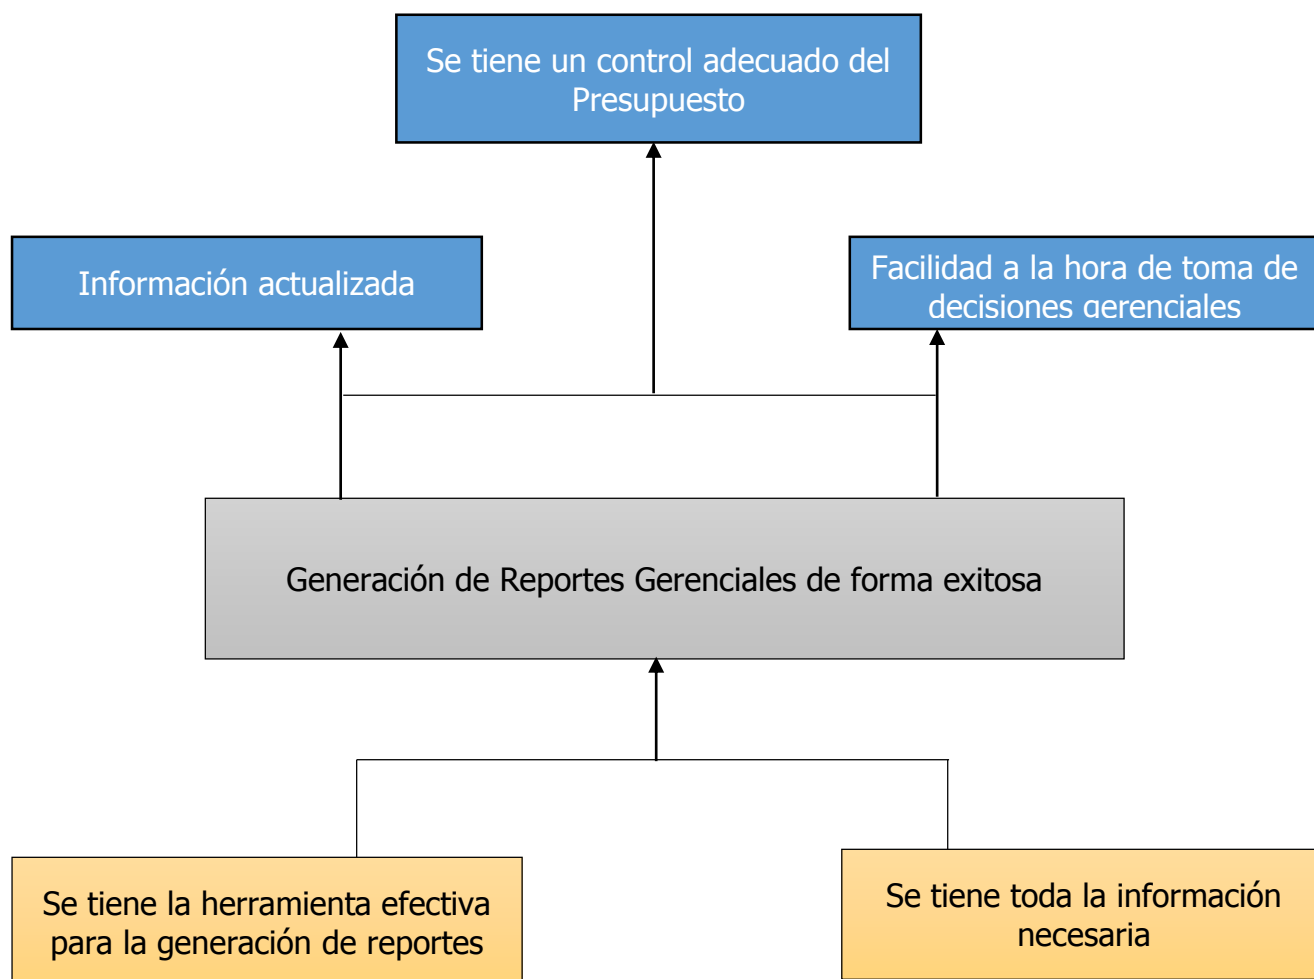 Se tiene un control adecuado del
Presupuesto
Información actualizada
Facilidad a la hora de toma de
decisiones gerenciales
Generación de Reportes Gerenciales de forma exitosa
Se tiene la herramienta efectiva
para la generación de reportes
Se tiene toda la información
necesaria